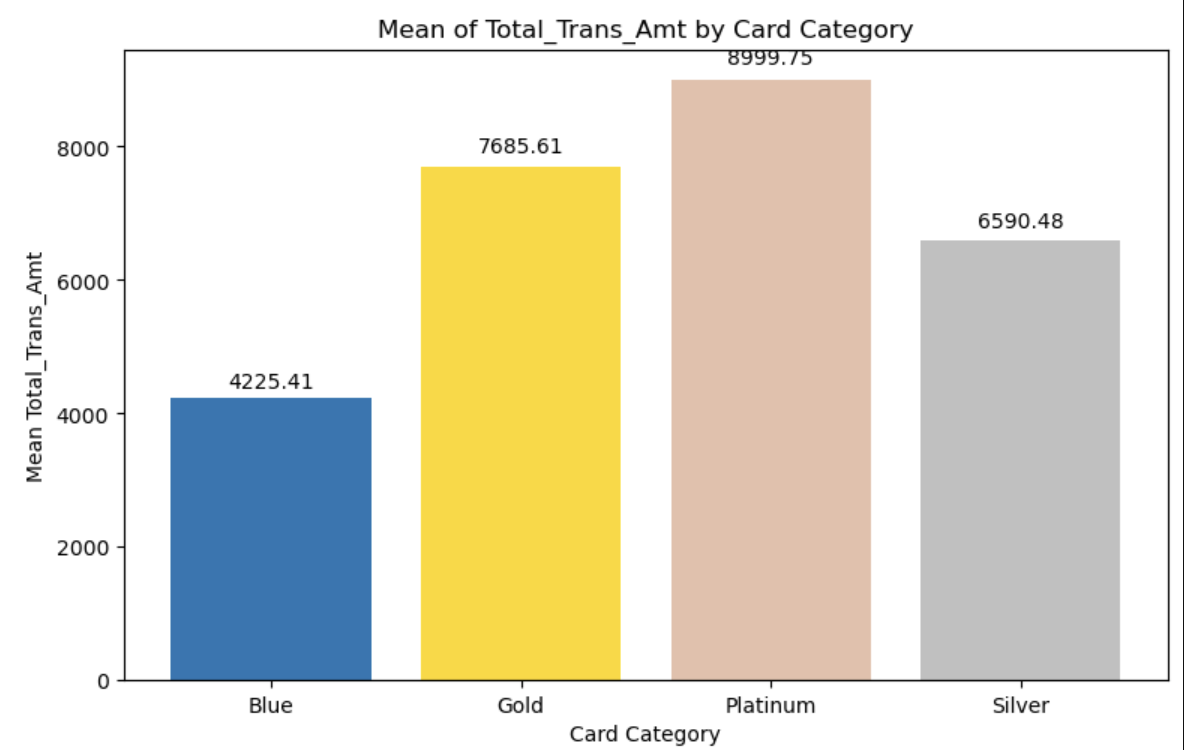 Mean of Total_Trans_Amt by Card Category
8999.75
7685.61
6590.48
4225.41
8000
6000
4000
2000
0
Mean Total_Trans_Amt
Blue
Gold
Platinum
Silver
Card Category